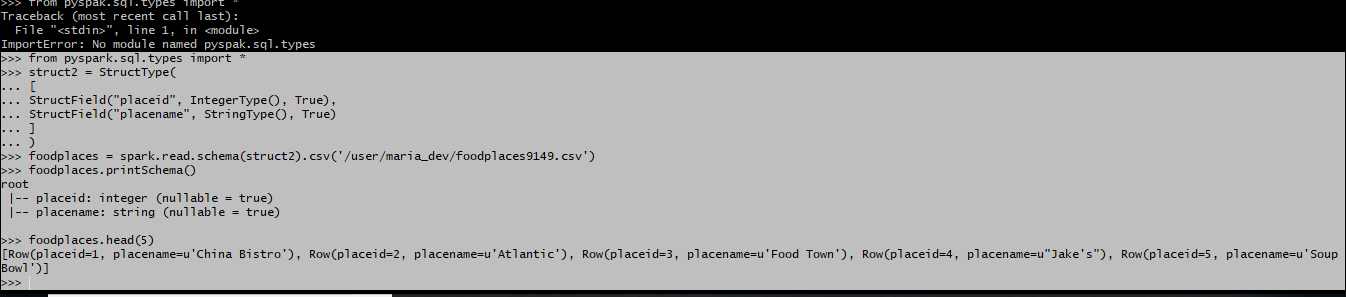 >>> from pyspak.sql.types import *
Traceback (most recent call last):
  File "<stdin>", line 1, in <module>
ImportError: No module named pyspak.sql.types
>>> from pyspark.sql.types import *
>>> struct2 = StructType(
... [
... StructField("placeid", IntegerType(), True),
... StructField("placename", StringType(), True)
... ]
... )
>>> foodplaces = spark.read.schema(struct2).csv('/user/maria_dev/foodplaces9149.csv')
>>> foodplaces.printSchema()
root
 |-- placeid: integer (nullable = true)
 |-- placename: string (nullable = true)

>>> foodplaces.head(5)
[Row(placeid=1, placename=u'China Bistro'), Row(placeid=2, placename=u'Atlantic'), Row(placeid=3, placename=u'Food Town'), Row(placeid=4, placename=u"Jake's"), Row(placeid=5, placename=u'Soup
Bowl')]
>>>